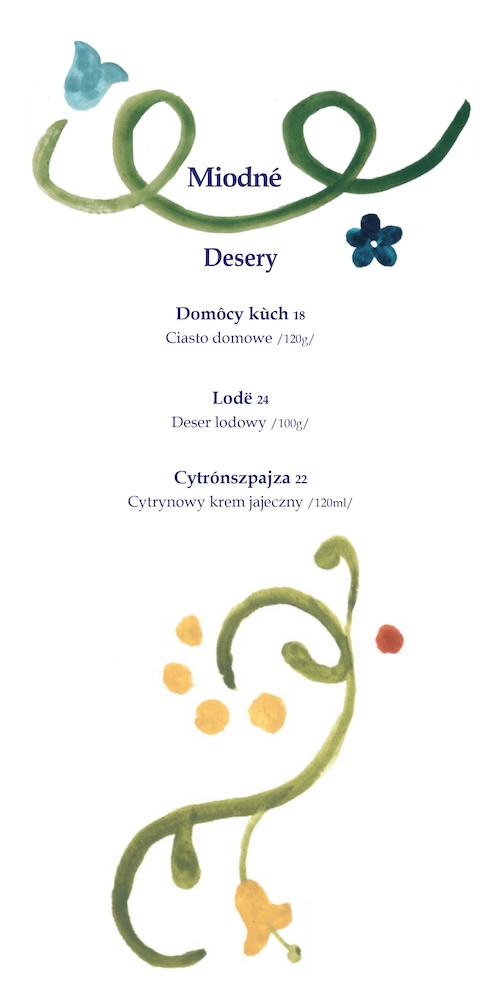 Miodné
Desery
Domôcy kùch 18
Ciasto domowe /120g/
Lodë 24
Deser lodowy /100g/
Cytrónszpajza 22
Cytrynowy krem jajeczny /120ml/